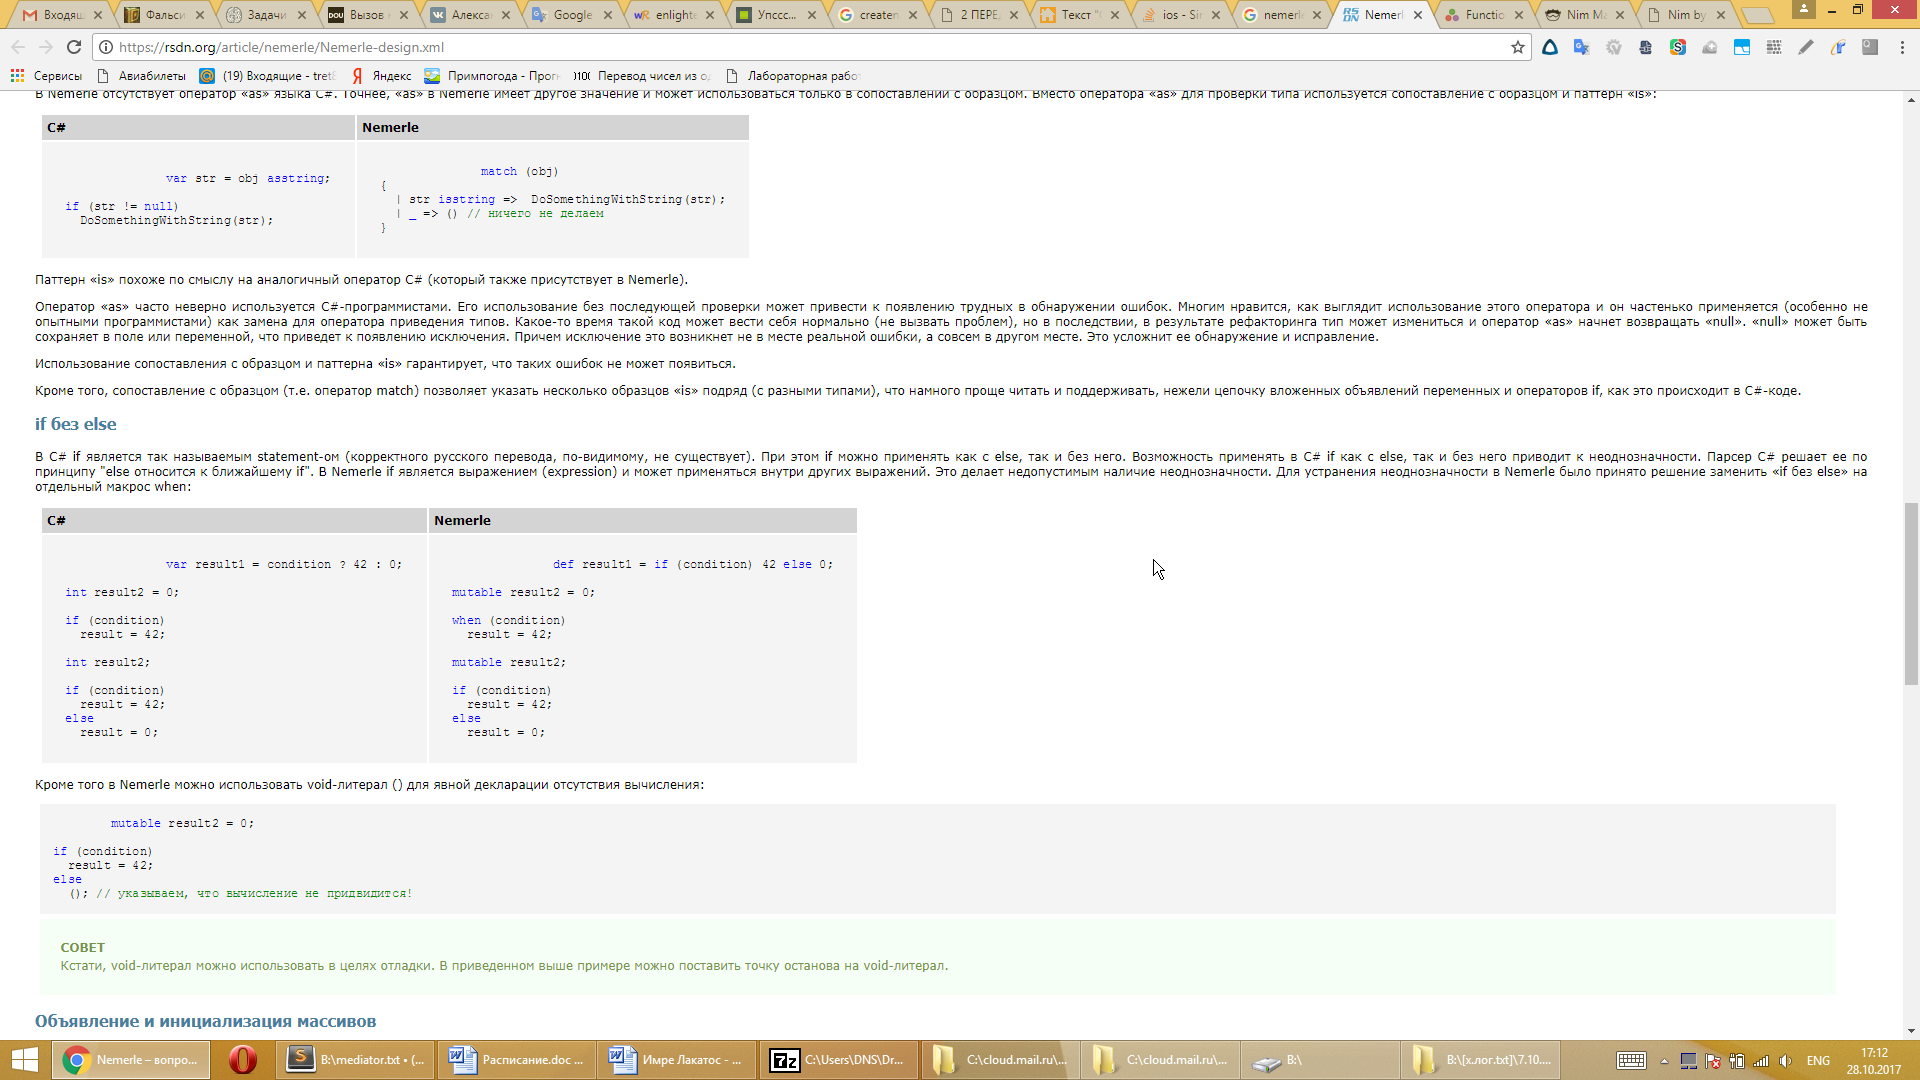 Входящ
Фальси
Задачи
DOU Вызов
Алекса
Google
wR enlighte
Упссс...
createn
2 ПЕРЕ
Текст "
ios - Sir
nemerl
RSDN Nemerl
Functio
Nim M
Nim by
https://rsdn.org/article/nemerle/Nemerle-design.xml
Сервисы
Авиабилеты
(19) Входящие - tret
Яндекс
Примпогода - Прог
Перевод чисел из о
Лабораторная рабо
В Nemerle отсутствует оператор «as» языка C#. Точнее, «as» в Nemerle имеет другое значение и может использоваться только в сопоставлении с образцом. Вместо оператора «as» для проверки типа используется сопоставление с образцом и паттерн «is»:
C#
var str = obj asstring;
if (str != null)
DoSomethingWithString(str);
Nemerle
match (obj)
{
| str isstring => DoSomethingWithString(str);
| _ => () // ничего не делаем
}
Паттерн «is» похоже по смыслу на аналогичный оператор C# (который также присутствует в Nemerle).
Оператор «as» часто неверно используется C#-программистами. Его использование без последующей проверки может привести к появлению трудных в обнаружении ошибок. Многим нравится, как выглядит использование этого оператора и он частенько применяется (особенно не
опытными программистами) как замена для оператора приведения типов. Какое-то время такой код может вести себя нормально (не вызвать проблем), но в последствии, в результате рефакторинга тип может измениться и оператор «as» начнет возвращать «null». «null» может быть
сохраняет в поле или переменной, что приведет к появлению исключения. Причем исключение это возникнет не в месте реальной ошибки, а совсем в другом месте. Это усложнит ее обнаружение и исправление.
Использование сопоставления с образцом и паттерна «is» гарантирует, что таких ошибок не может появиться.
Кроме того, сопоставление с образцом (т.е. оператор match) позволяет указать несколько образцов «is» подряд (с разными типами), что намного проще читать и поддерживать, нежели цепочку вложенных объявлений переменных и операторов if, как это происходит в C#-коде.
if без else
В C# if является так называемым statement-ом (корректного русского перевода, по-видимому, не существует). При этом if можно применять как с else, так и без него. Возможность применять в C# if как с else, так и без него приводит к неоднозначности. Парсер C# решает ее по
принципу "else относится к ближайшему if". В Nemerle if является выражением (expression) и может применяться внутри других выражений. Это делает недопустимым наличие неоднозначности. Для устранения неоднозначности в Nemerle было принято решение заменить «if без else» на
отдельный макрос when:
C#
var result1 = condition ? 42 : 0;
int result2 = 0;
if (condition)
result = 42;
int result2;
if (condition)
result = 42;
else
result = 0;
Nemerle
def result1 = if (condition) 42 else 0;
mutable result2 = 0;
when (condition)
result = 42;
mutable result2;
if (condition)
result = 42;
else
result = 0;
Кроме того в Nemerle можно использовать void-литерал () для явной декларации отсутствия вычисления:
mutable result2 = 0;
if (condition)
result = 42;
else
(); // указываем, что вычисление не придвидится!
СОВЕТ
Кстати, void-литерал можно использовать в целях отладки. В приведенном выше примере можно поставить точку останова на void-литерал.
Объявление и инициализация массивов
Nemerle – вопро...
B:\mediator.txt • (...
Расписание.doc ...
Имре Лакатос - ...
C:\Users\DNS\Dr...
C:\cloud.mail.ru\...
C:\cloud.mail.ru\...
B:\
B:\[х.лог.txt]\7.10....
ENG
17:12
28.10.2017